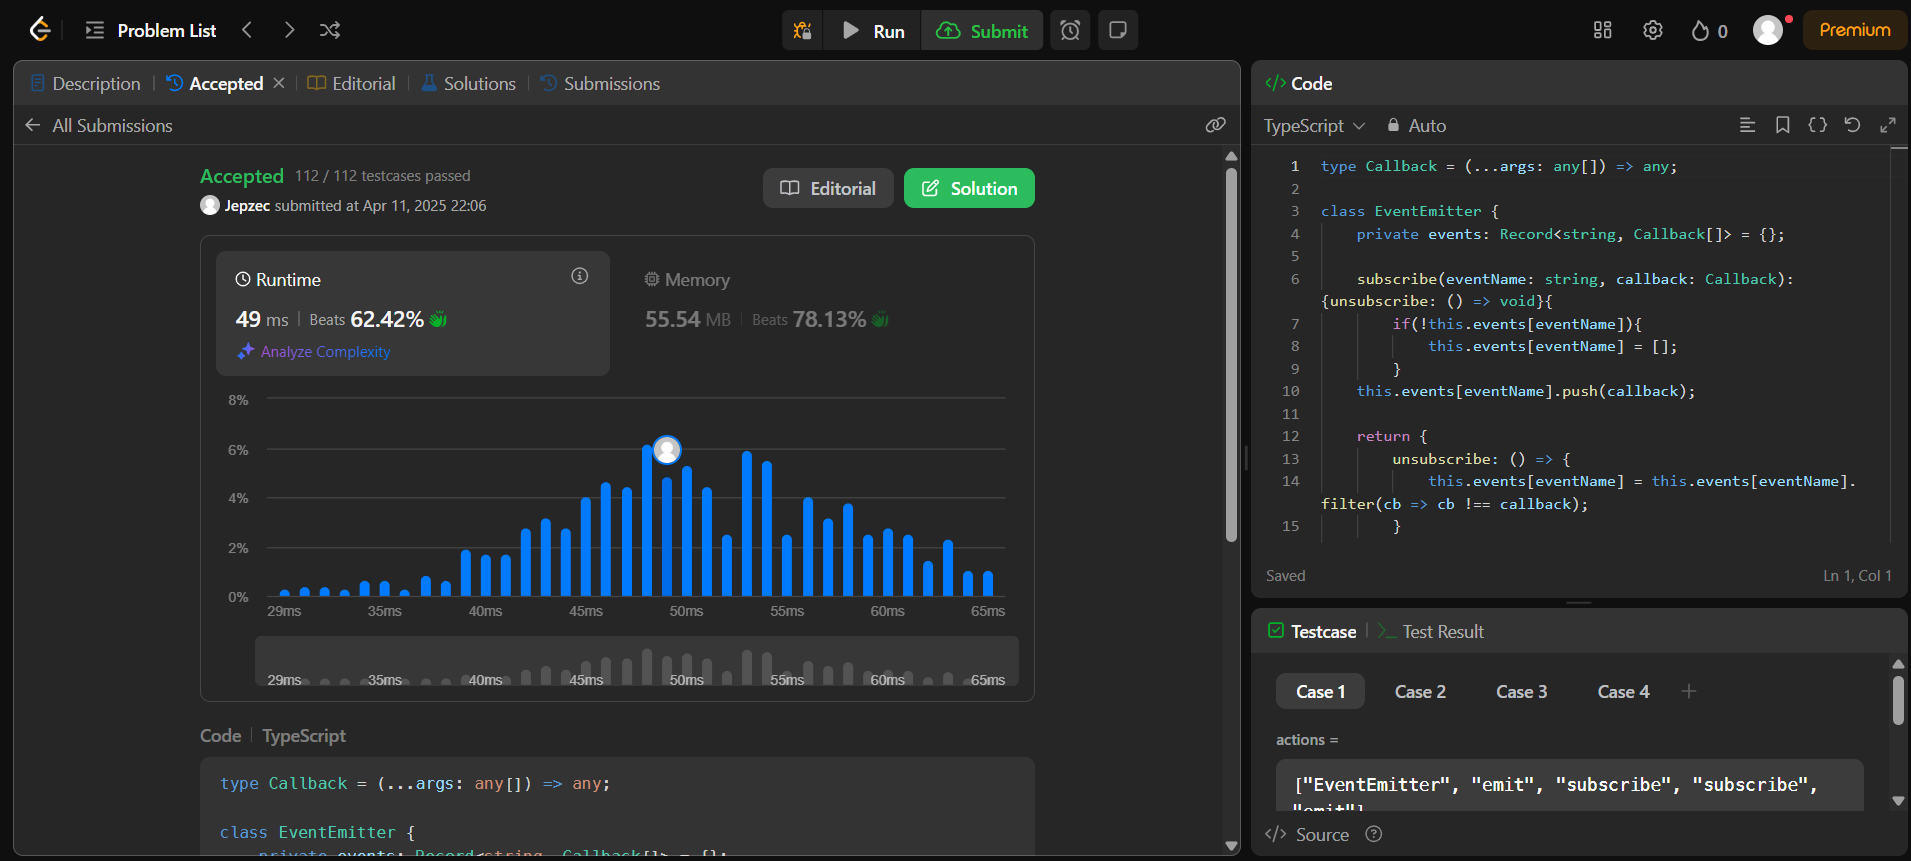 Problem List
Run
Submit
0
Premium
Description
Accepted
Editorial
Solutions
Submissions
All Submissions
Accepted 112 / 112 testcases passed
Jepzec submitted at Apr 11, 2025 22:06
Editorial
Solution
Runtime
49 ms | Beats 62.42%
Analyze Complexity
Memory
55.54 MB | Beats 78.13%
8%
6%
4%
2%
0%
29ms 35ms 40ms 45ms 50ms 55ms 60ms 65ms
29ms 35ms 40ms 45ms 50ms 55ms 60ms 65ms
Code | TypeScript
type Callback = (...args: any[]) => any;
class EventEmitter {
private events: Record<string, Callback[]> = {};
</> Code
TypeScript
Auto
1 type Callback = (...args: any[]) => any;
2
3 class EventEmitter {
4 private events: Record<string, Callback[]> = {};
5
6 subscribe(eventName: string, callback: Callback):
{unsubscribe: () => void}{
7 if(!this.events[eventName]){
8 this.events[eventName] = [];
9 }
10 this.events[eventName].push(callback);
11
12 return {
13 unsubscribe: () => {
14 this.events[eventName] = this.events[eventName].
filter(cb => cb !== callback);
15 }
Saved
Ln 1, Col 1
Testcase
Test Result
Case 1
Case 2
Case 3
Case 4
+
actions =
["EventEmitter", "emit", "subscribe", "subscribe",
"emit"]
</> Source